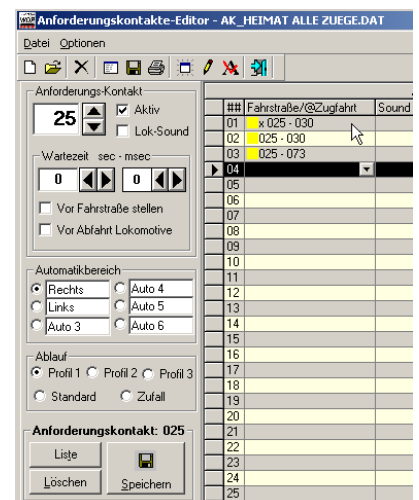 Anforderungskontakte-Editor - AK_HEIMAT ALLE ZUEGE.DAT
Datei Optionen
Anforderungs-Kontakt
25
Aktiv
Lok-Sound
Wartezeit sec - msec
0 0
Vor Fahrstraße stellen
Vor Abfahrt Lokomotive
Automatikbereich
Rechts Auto 4
Links Auto 5
Auto 3 Auto 6
Ablauf
Profil 1 Profil 2 Profil 3
Standard Zufall
Anforderungskontakt: 025
Liste
Löschen Speichern
## Fahrstraße/@Zugfahrt Sound
01 x 025 - 030
02 025 - 030
03 025 - 073
04
05
06
07
08
09
10
11
12
13
14
15
16
17
18
19
20
21
22
23
24
25